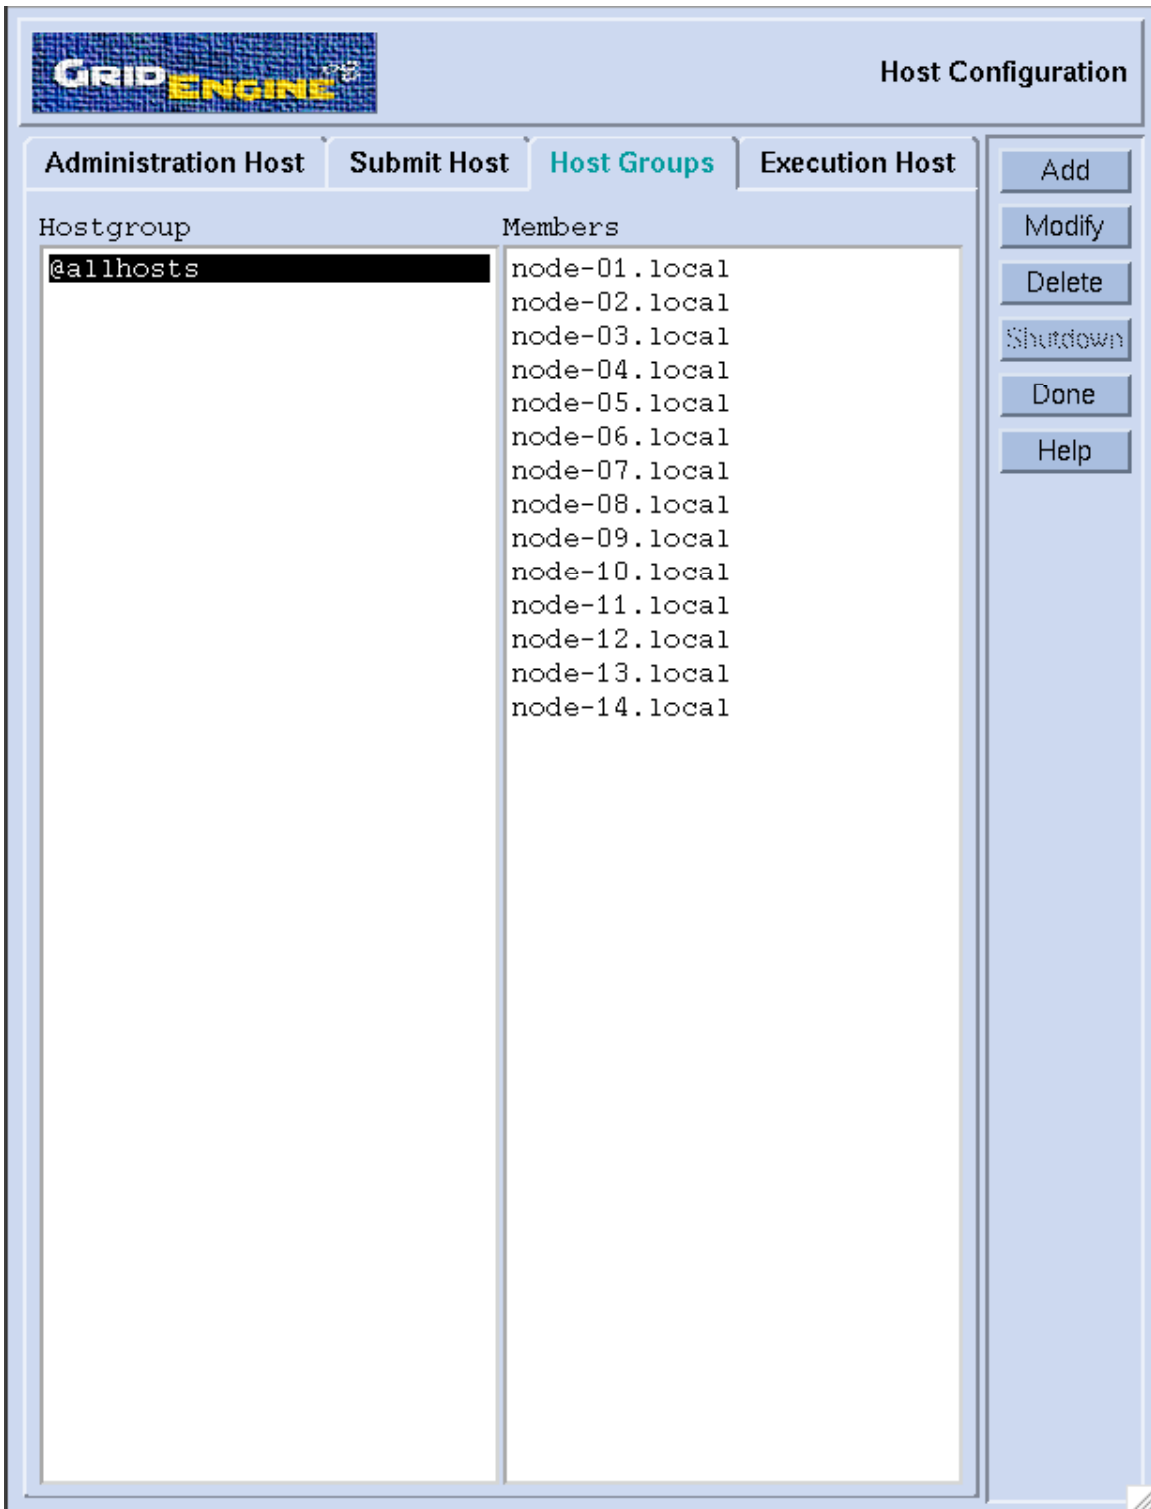 GRID ENGINE
Host Configuration
Administration Host
Submit Host
Host Groups
Execution Host
Hostgroup
@allhosts
Members
node-01.local
node-02.local
node-03.local
node-04.local
node-05.local
node-06.local
node-07.local
node-08.local
node-09.local
node-10.local
node-11.local
node-12.local
node-13.local
node-14.local
Add
Modify
Delete
Shutdown
Done
Help